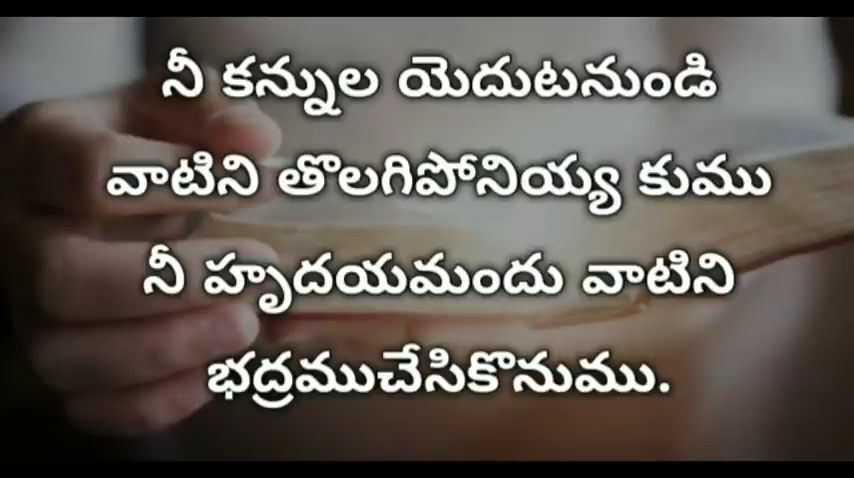 నీ కన్నుల యెదుటనుండి
వాటిని తొలగిపోనియ్య కుము
నీ హృదయమందు వాటిని
భద్రముచేసికొనుము.